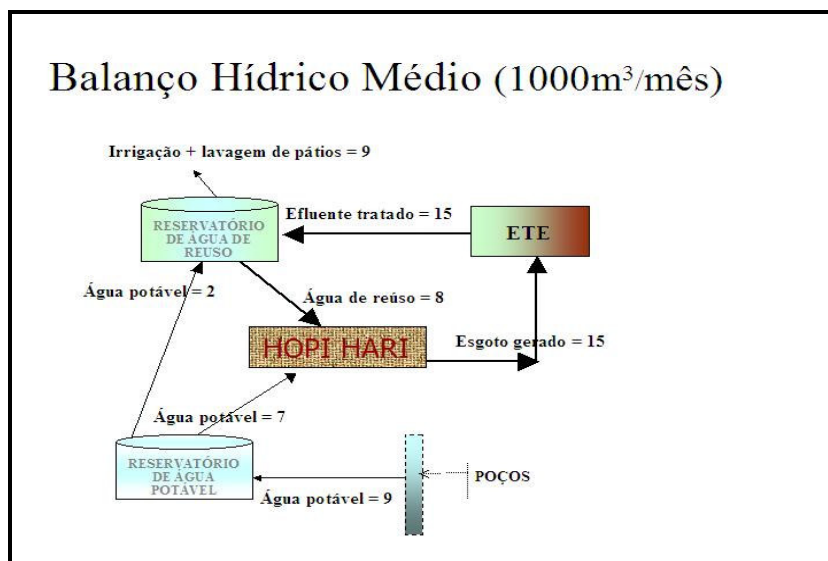 Balanço Hídrico Médio (1000m³/mês)
Irrigação + lavagem de pátios = 9
RESERVATÓRIO
DE ÁGUA DE
REUSO
Efluente tratado = 15
ETE
Água potável = 2
Água de reúso = 8
HOPI HARI
Esgoto gerado = 15
Água potável = 7
RESERVATÓRIO
DE ÁGUA
POTÁVEL
Água potável = 9
POÇOS